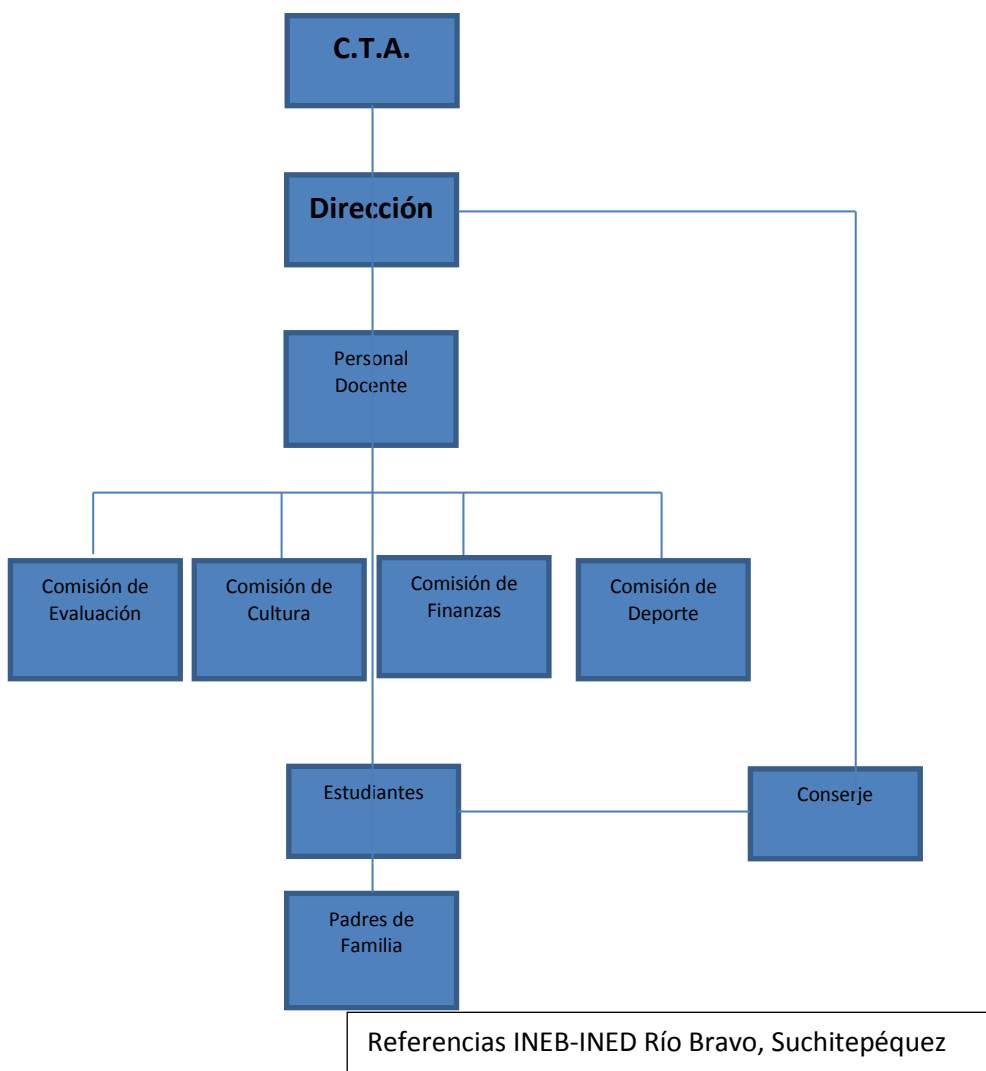 C.T.A.
Dirección
Personal
Docente
Comisión de
Evaluación
Comisión de
Cultura
Comisión de
Finanzas
Comisión de
Deporte
Estudiantes
Conserje
Padres de
Familia
Referencias INEB-INED Río Bravo, Suchitepéquez